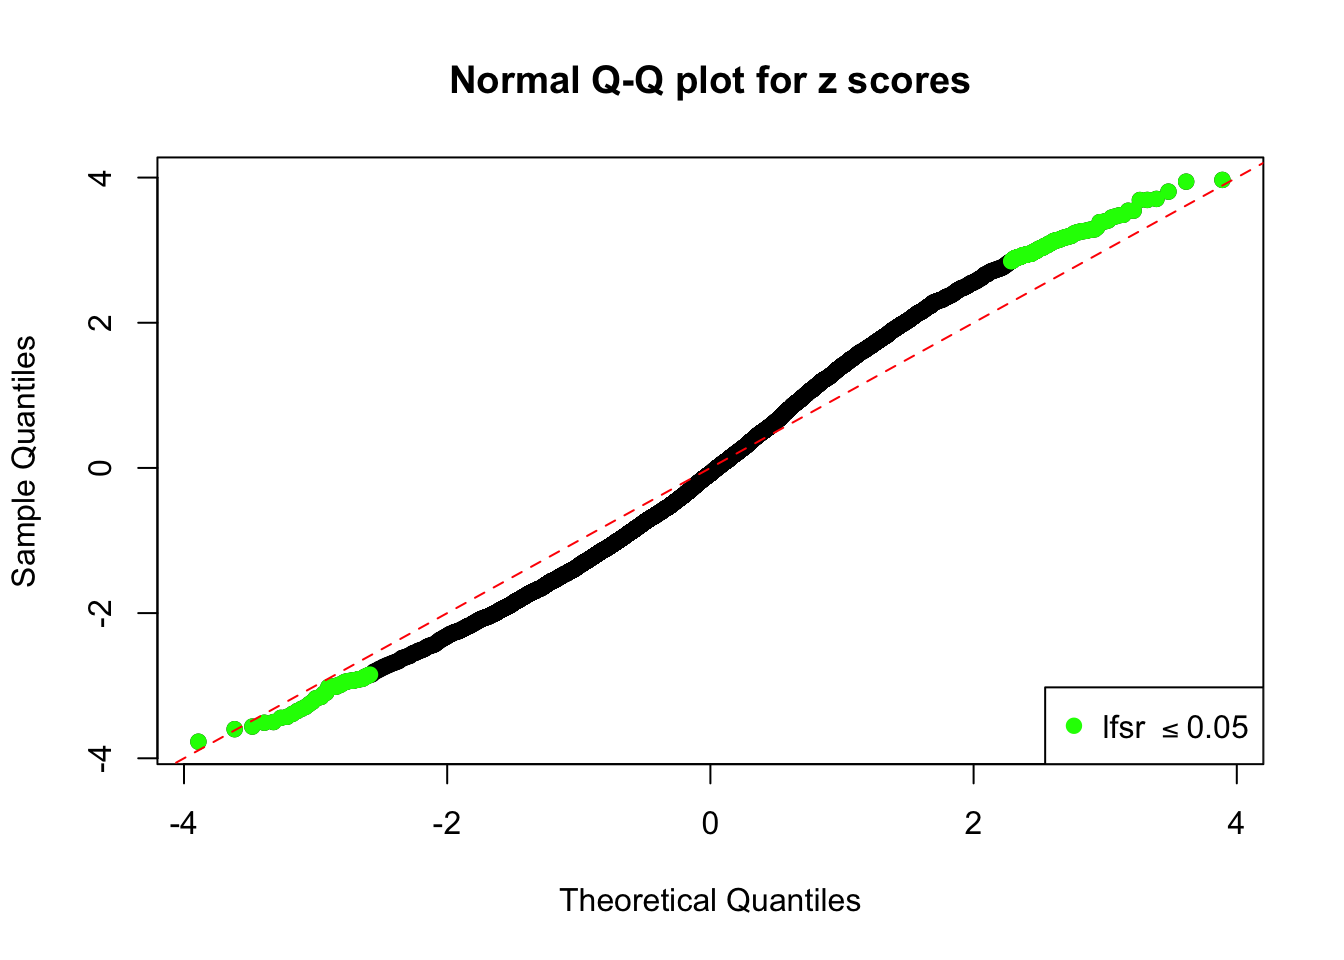 Normal Q-Q plot for z scores
Sample Quantiles
4
2
0
-2
-4
-4
-2
0
2
4
Theoretical Quantiles
lfsr ≤ 0.05